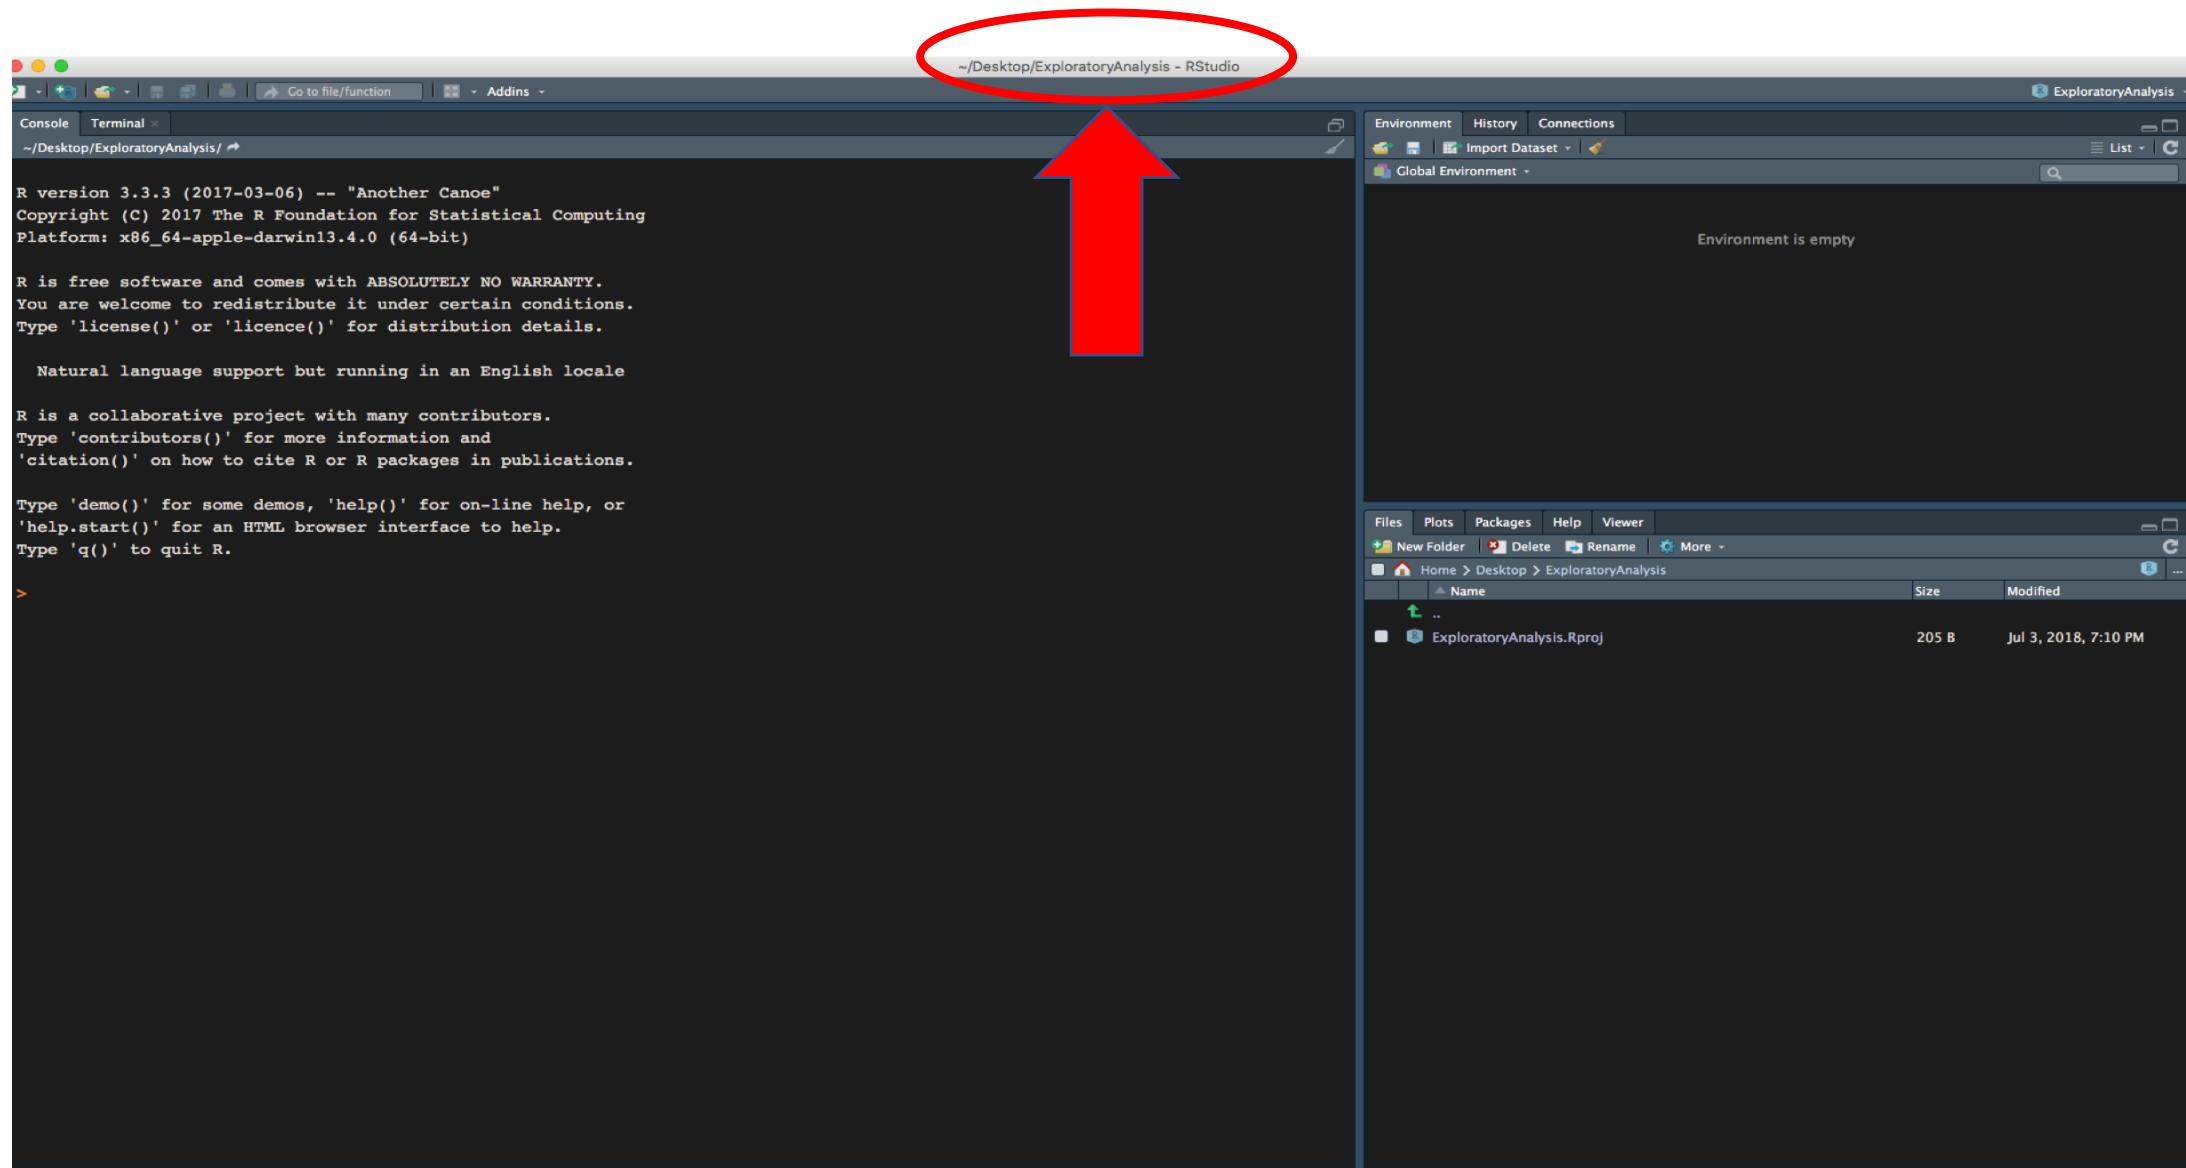 ~/Desktop/ExploratoryAnalysis - RStudio
Go to file/function Addins ExploratoryAnalysis
Console Terminal
~/Desktop/ExploratoryAnalysis/
R version 3.3.3 (2017-03-06) -- "Another Canoe"
Copyright (C) 2017 The R Foundation for Statistical Computing
Platform: x86_64-apple-darwin13.4.0 (64-bit)
R is free software and comes with ABSOLUTELY NO WARRANTY.
You are welcome to redistribute it under certain conditions.
Type 'license()' or 'licence()' for distribution details.
Natural language support but running in an English locale
R is a collaborative project with many contributors.
Type 'contributors()' for more information and
'citation()' on how to cite R or R packages in publications.
Type 'demo()' for some demos, 'help()' for on-line help, or
'help.start()' for an HTML browser interface to help.
Type 'q()' to quit R.
>
Environment History Connections
Import Dataset List
Global Environment
Environment is empty
Files Plots Packages Help Viewer
New Folder Delete Rename More
Home > Desktop > ExploratoryAnalysis ...
Name Size Modified
..
ExploratoryAnalysis.Rproj 205 B Jul 3, 2018, 7:10 PM